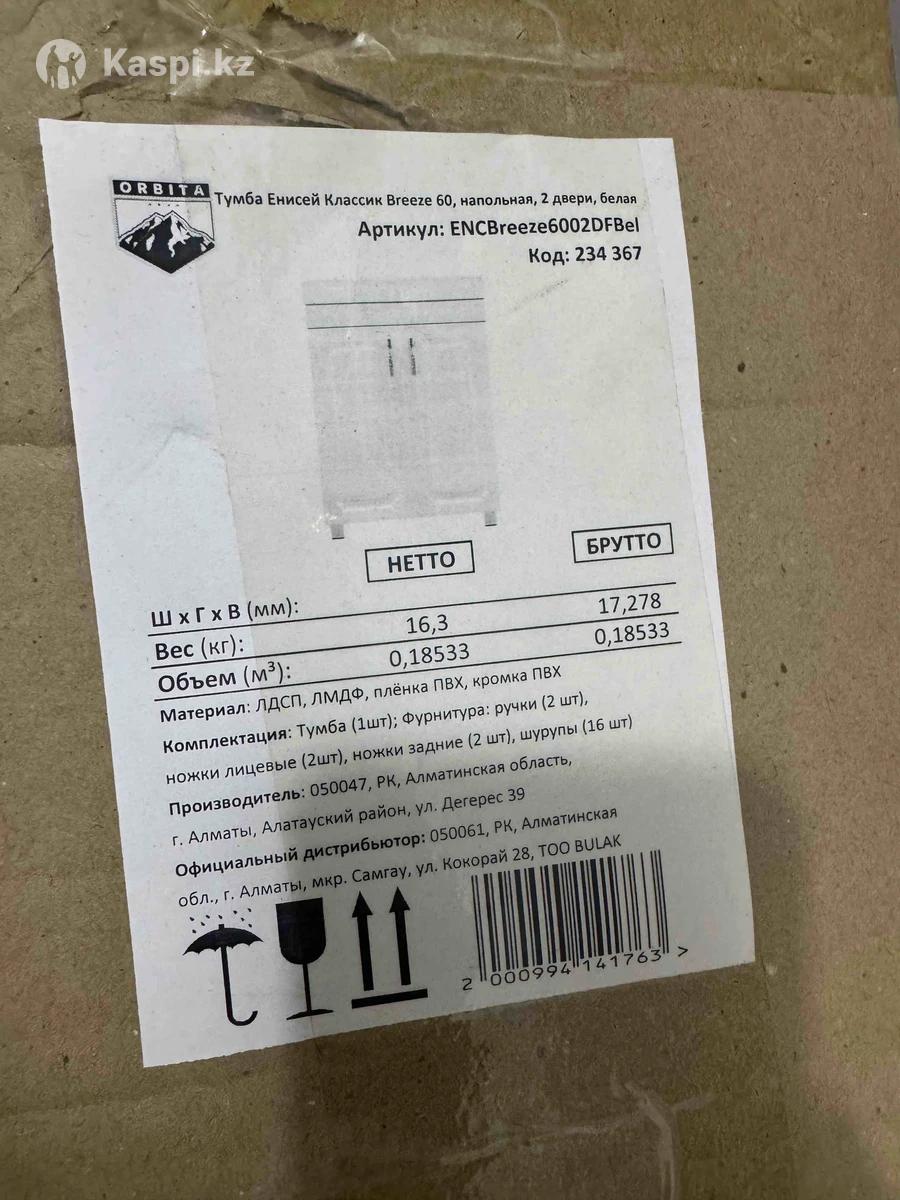 Kaspi.kz
ORBITA
Тумба Енисей Классик Breeze 60, напольная, 2 двери, белая
Артикул: ENCBreeze6002DFBel
Код: 234 367
НЕТТО БРУТТО
Ш х Г х В (мм):
Вес (кг): 16,3 17,278
Объем (м³): 0,18533 0,18533
Материал: ЛДСП, ЛМДФ, плёнка ПВХ, кромка ПВХ
Комплектация: Тумба (1шт); Фурнитура: ручки (2 шт),
ножки лицевые (2шт), ножки задние (2 шт), шурупы (16 шт)
Производитель: 050047, РК, Алматинская область,
г. Алматы, Алатауский район, ул. Дегерес 39
Официальный дистрибьютор: 050061, РК, Алматинская
обл., г. Алматы, мкр. Самгау, ул. Кокорай 28, ТОО BULAK
2 000994 141763 >